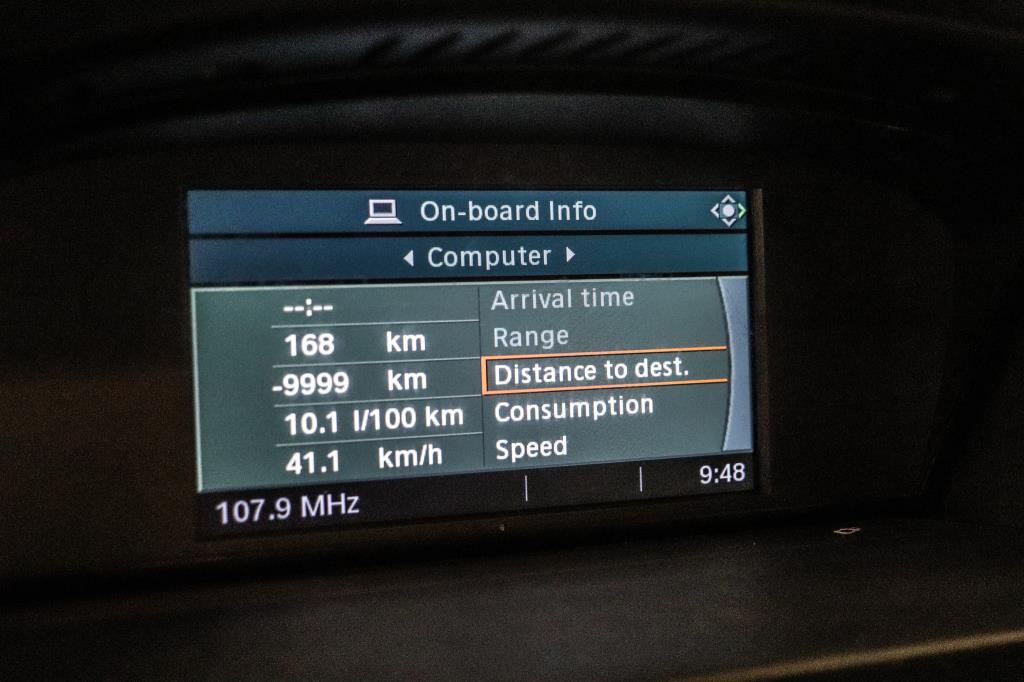 On-board Info
Computer
--:-- Arrival time
168 km Range
-9999 km Distance to dest.
10.1 l/100 km Consumption
41.1 km/h Speed
107.9 MHz 9:48